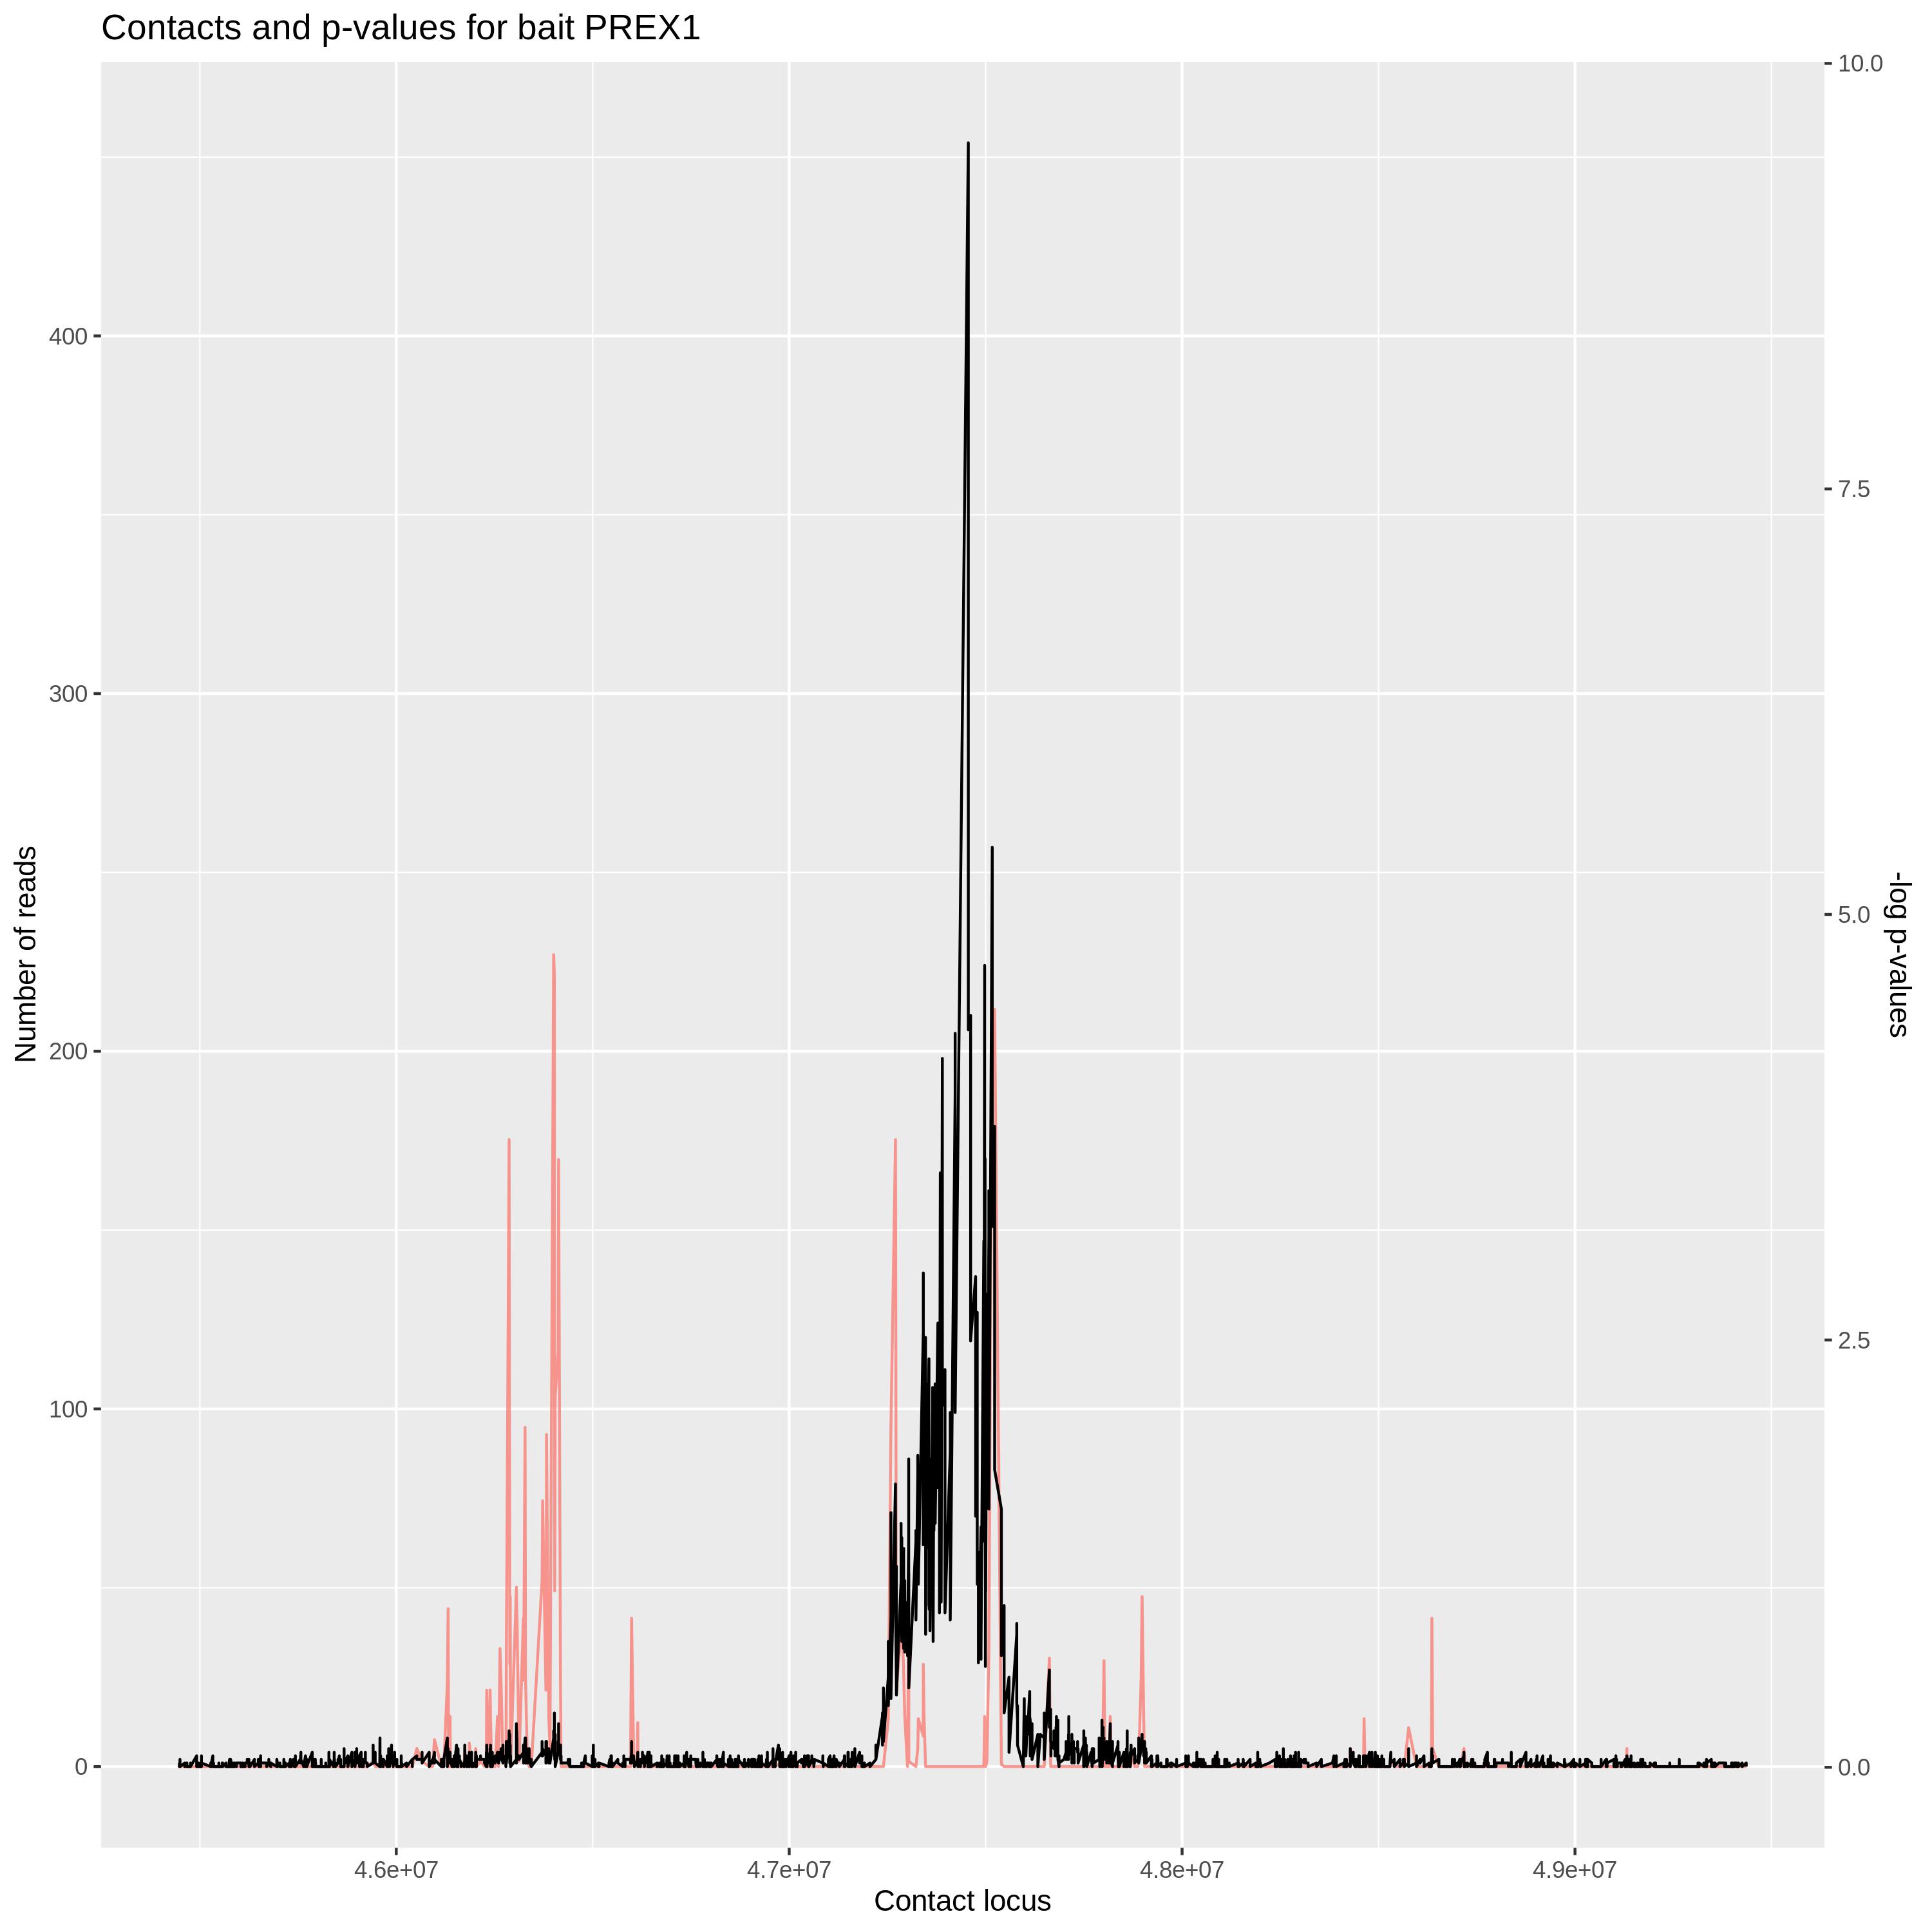 Contacts and p-values for bait PREX1
Number of reads
400
300
200
100
0
10.0
7.5
5.0
2.5
0.0
-log p-values
4.6e+07
4.7e+07
4.8e+07
4.9e+07
Contact locus